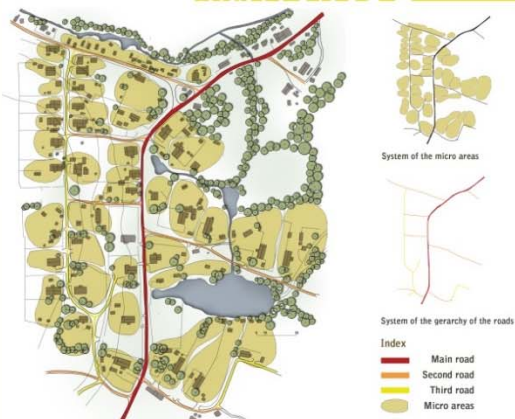 System of the micro areas
System of the gerarchy of the roads
Index
Main road
Second road
Third road
Micro areas